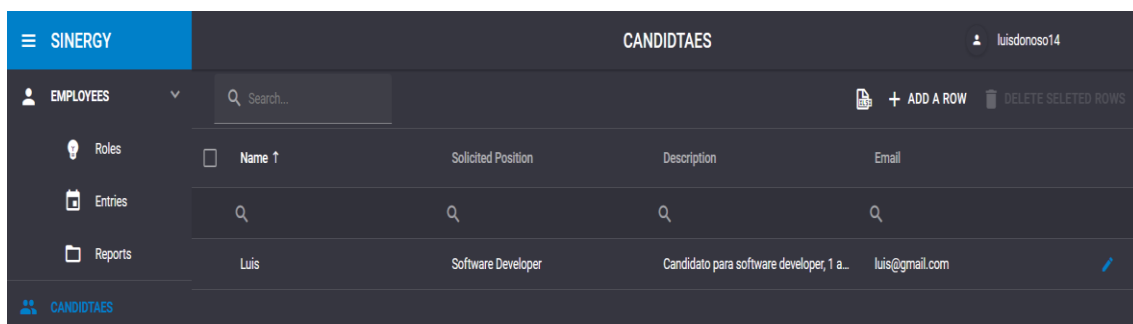 SINERGY
CANDIDTAES
luisdonoso14
EMPLOYEES
Search...
ADD A ROW
DELETE SELETED ROWS
Roles
Name ↑
Solicited Position
Description
Email
Entries
Reports
Luis
Software Developer
Candidato para software developer, 1 a...
luis@gmail.com
CANDIDTAES